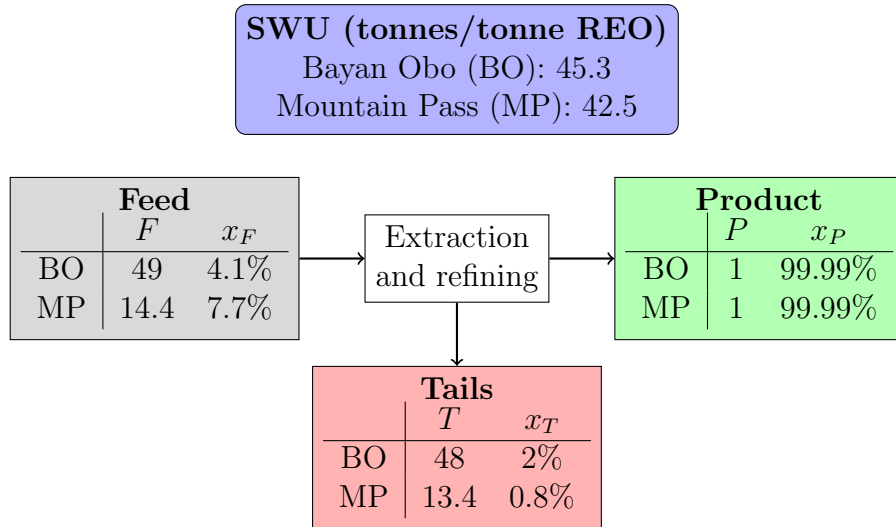 SWU (tonnes/tonne REO)
Bayan Obo (BO): 45.3
Mountain Pass (MP): 42.5
Feed
F x_F
BO 49 4.1%
MP 14.4 7.7%
Extraction
and refining
Product
P x_P
BO 1 99.99%
MP 1 99.99%
Tails
T x_T
BO 48 2%
MP 13.4 0.8%